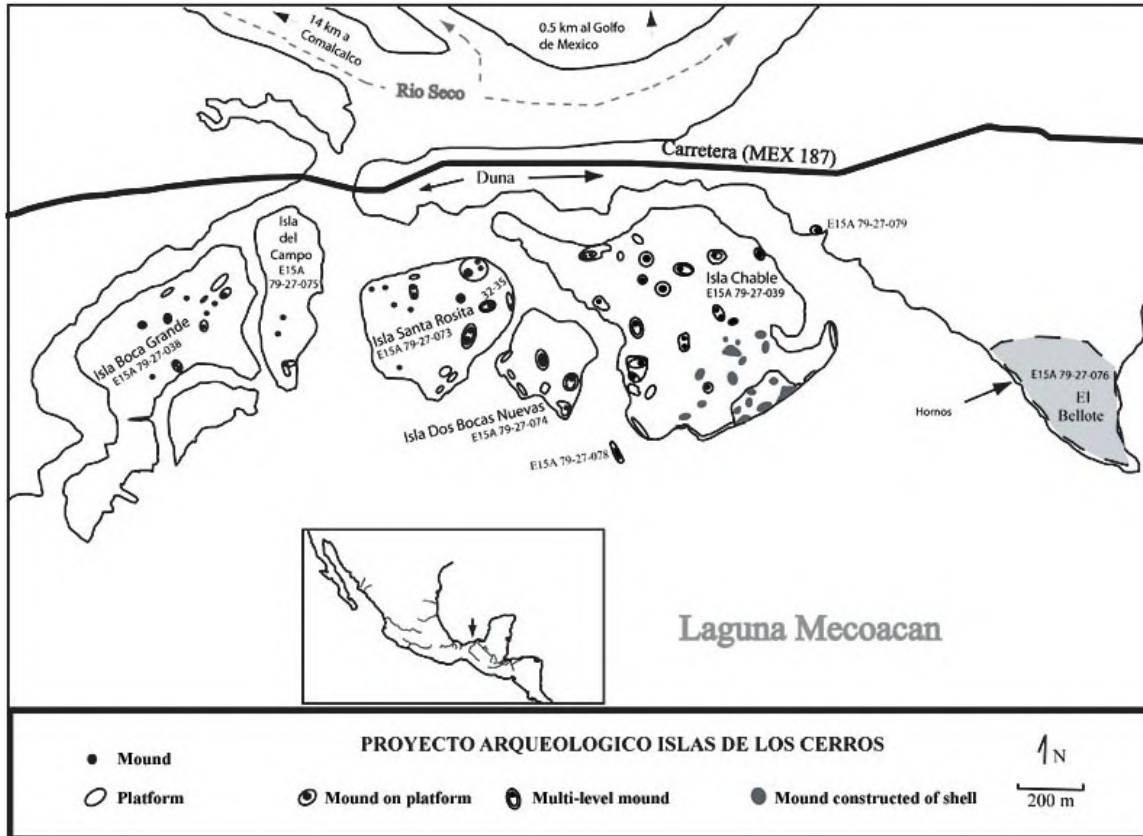 14 km a
Comalcalco
0.5 km al Golfo
de Mexico
Rio Seco
Carretera (MEX 187)
Duna
E15A 79-27-079
Isla
del
Campo
E15A
79-27-075
Isla Chable
E15A 79-27-039
32-35
Isla Santa Rosita
E15A 79-27-073
Isla Boca Grande
E15A 79-27-038
E15A 79-27-076
El
Bellote
Hornos
Isla Dos Bocas Nuevas
E15A 79-27-074
E15A 79-27-078
Laguna Mecoacan
PROYECTO ARQUEOLOGICO ISLAS DE LOS CERROS
N
Mound
Platform
Mound on platform
Multi-level mound
Mound constructed of shell
200 m